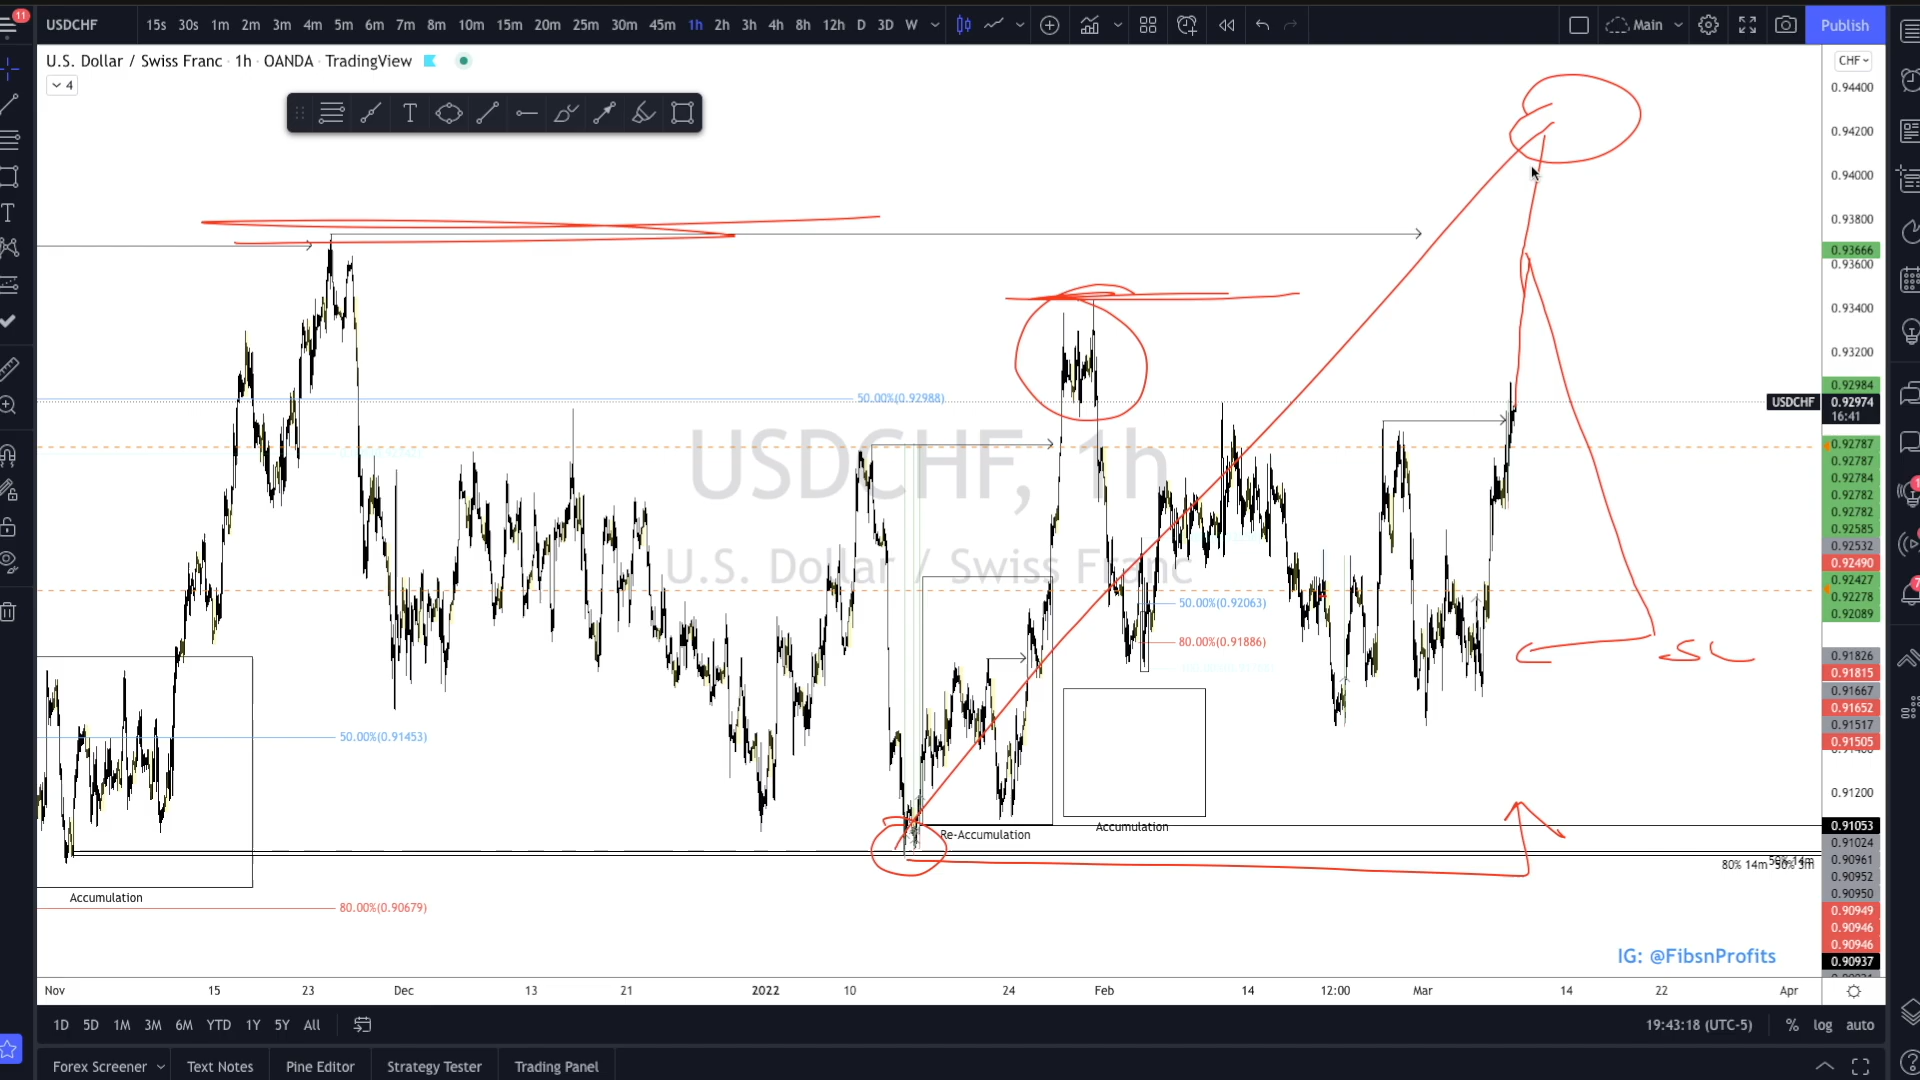 11
USDCHF
15s 30s 1m 2m 3m 4m 5m 6m 7m 8m 10m 15m 20m 25m 30m 45m 1h 2h 3h 4h 8h 12h D 3D W
Main
Publish
U.S. Dollar / Swiss Franc · 1h · OANDA · TradingView
CHF
4
0.94400
0.94200
0.94000
0.93800
0.93666
0.93600
0.93400
0.93200
0.92984
50.00%(0.92988)
USDCHF 0.92974
16:41
0.92787
0.92787
0.92784
0.92782
0.92782
0.92585
0.92532
0.92490
0.92427
0.92278
0.92089
USDCHF, 1h
U.S. Dollar / Swiss Franc
50.00%(0.92063)
80.00%(0.91886)
SL
0.91826
0.91815
0.91667
0.91652
0.91517
0.91505
50.00%(0.91453)
0.91200
0.91053
Re-Accumulation
Accumulation
0.91024
0.90961
80% 14m
0.90952
0.90950
Accumulation
80.00%(0.90679)
0.90949
0.90946
0.90946
0.90937
IG: @FibsnProfits
Nov 15 23 Dec 13 21 2022 10 24 Feb 14 12:00 Mar 14 22 Apr
1D 5D 1M 3M 6M YTD 1Y 5Y All
19:43:18 (UTC-5) % log auto
Forex Screener Text Notes Pine Editor Strategy Tester Trading Panel